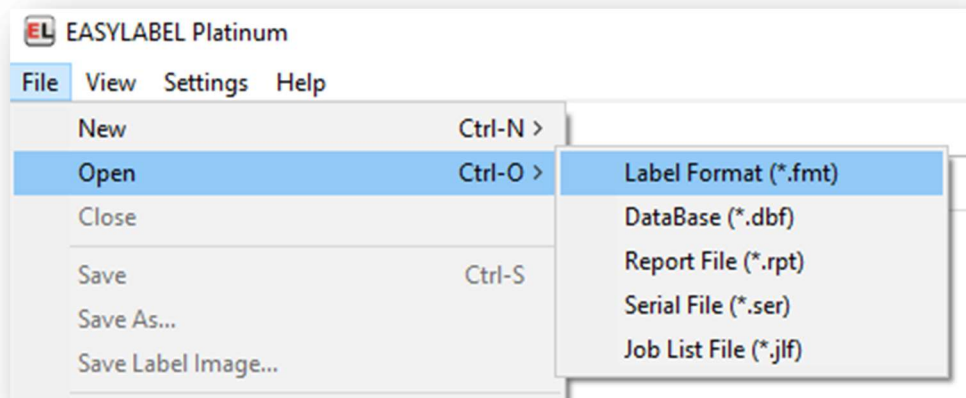 EL EASYLABEL Platinum
File View Settings Help
New Ctrl-N >
Open Ctrl-O >
Label Format (*.fmt)
DataBase (*.dbf)
Report File (*.rpt)
Serial File (*.ser)
Job List File (*.jlf)
Close
Save Ctrl-S
Save As...
Save Label Image...